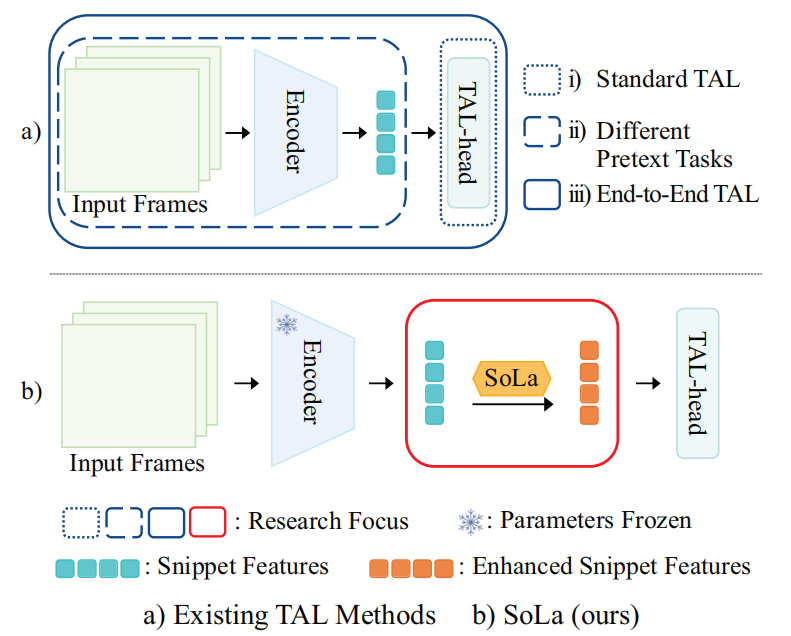 a)
Input Frames
Encoder
TAL-head
i) Standard TAL
ii) Different
Pretext Tasks
iii) End-to-End TAL
b)
Input Frames
Encoder
SoLa
TAL-head
: Research Focus
: Parameters Frozen
: Snippet Features
: Enhanced Snippet Features
a) Existing TAL Methods b) SoLa (ours)